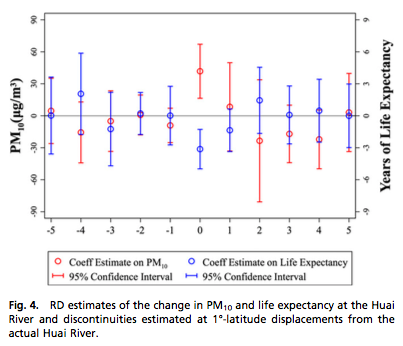 90
60
30
0
-30
-60
-90
PM10(µg/m³)
9
6
3
0
-3
-6
-9
Years of Life Expectancy
-5 -4 -3 -2 -1 0 1 2 3 4 5
Coeff Estimate on PM10 Coeff Estimate on Life Expectancy
95% Confidence Interval 95% Confidence Interval
Fig. 4. RD estimates of the change in PM10 and life expectancy at the Huai
River and discontinuities estimated at 1°-latitude displacements from the
actual Huai River.